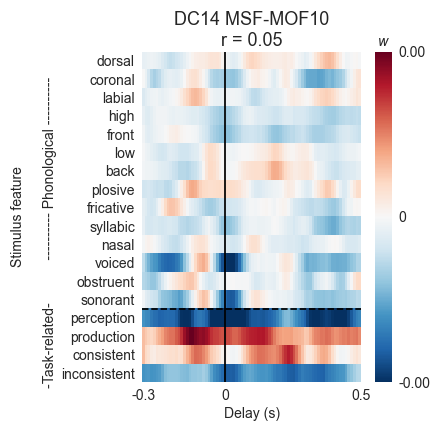 DC14 MSF-MOF10
r = 0.05
w
dorsal
coronal
labial
high
front
low
back
plosive
fricative
syllabic
nasal
voiced
obstruent
sonorant
perception
production
consistent
inconsistent
Stimulus feature
-Task-related- ----------- Phonological -----------
0.00
0
-0.00
-0.3 0 0.5
Delay (s)